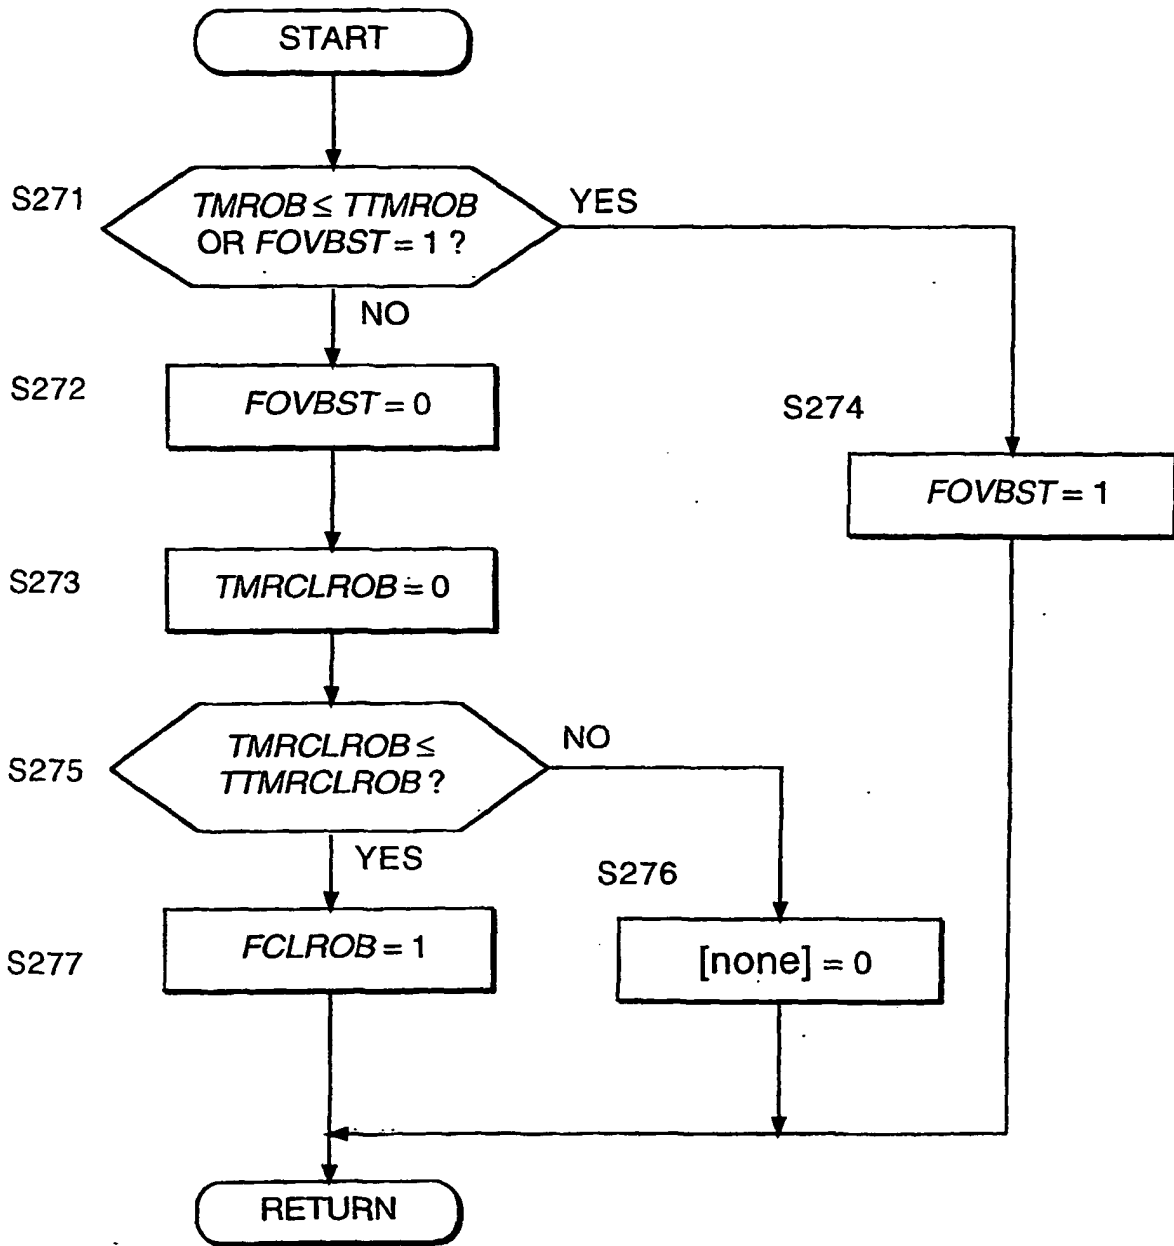 START
S271
TMROB ≤ TTMROB
OR FOVBST = 1 ?
YES
NO
S272
FOVBST = 0
S274
FOVBST = 1
S273
TMRCLROB = 0
S275
TMRCLROB ≤
TTMRCLROB ?
NO
YES
S276
S277
FCLROB = 1
[none] = 0
RETURN